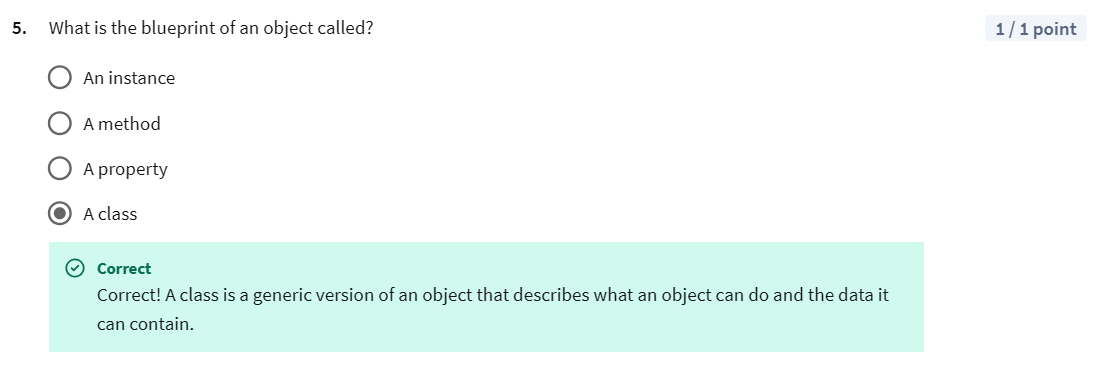 5. What is the blueprint of an object called?
1 / 1 point
An instance
A method
A property
A class
Correct
Correct! A class is a generic version of an object that describes what an object can do and the data it
can contain.